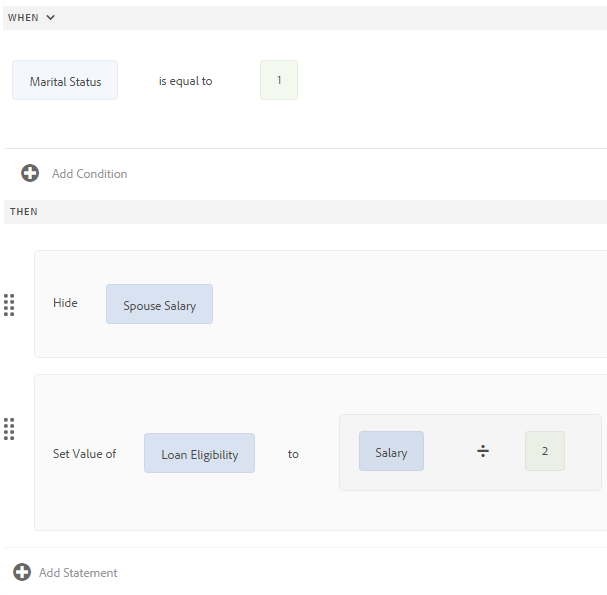 WHEN
Marital Status is equal to 1
Add Condition
THEN
Hide Spouse Salary
Set Value of Loan Eligibility to Salary ÷ 2
Add Statement